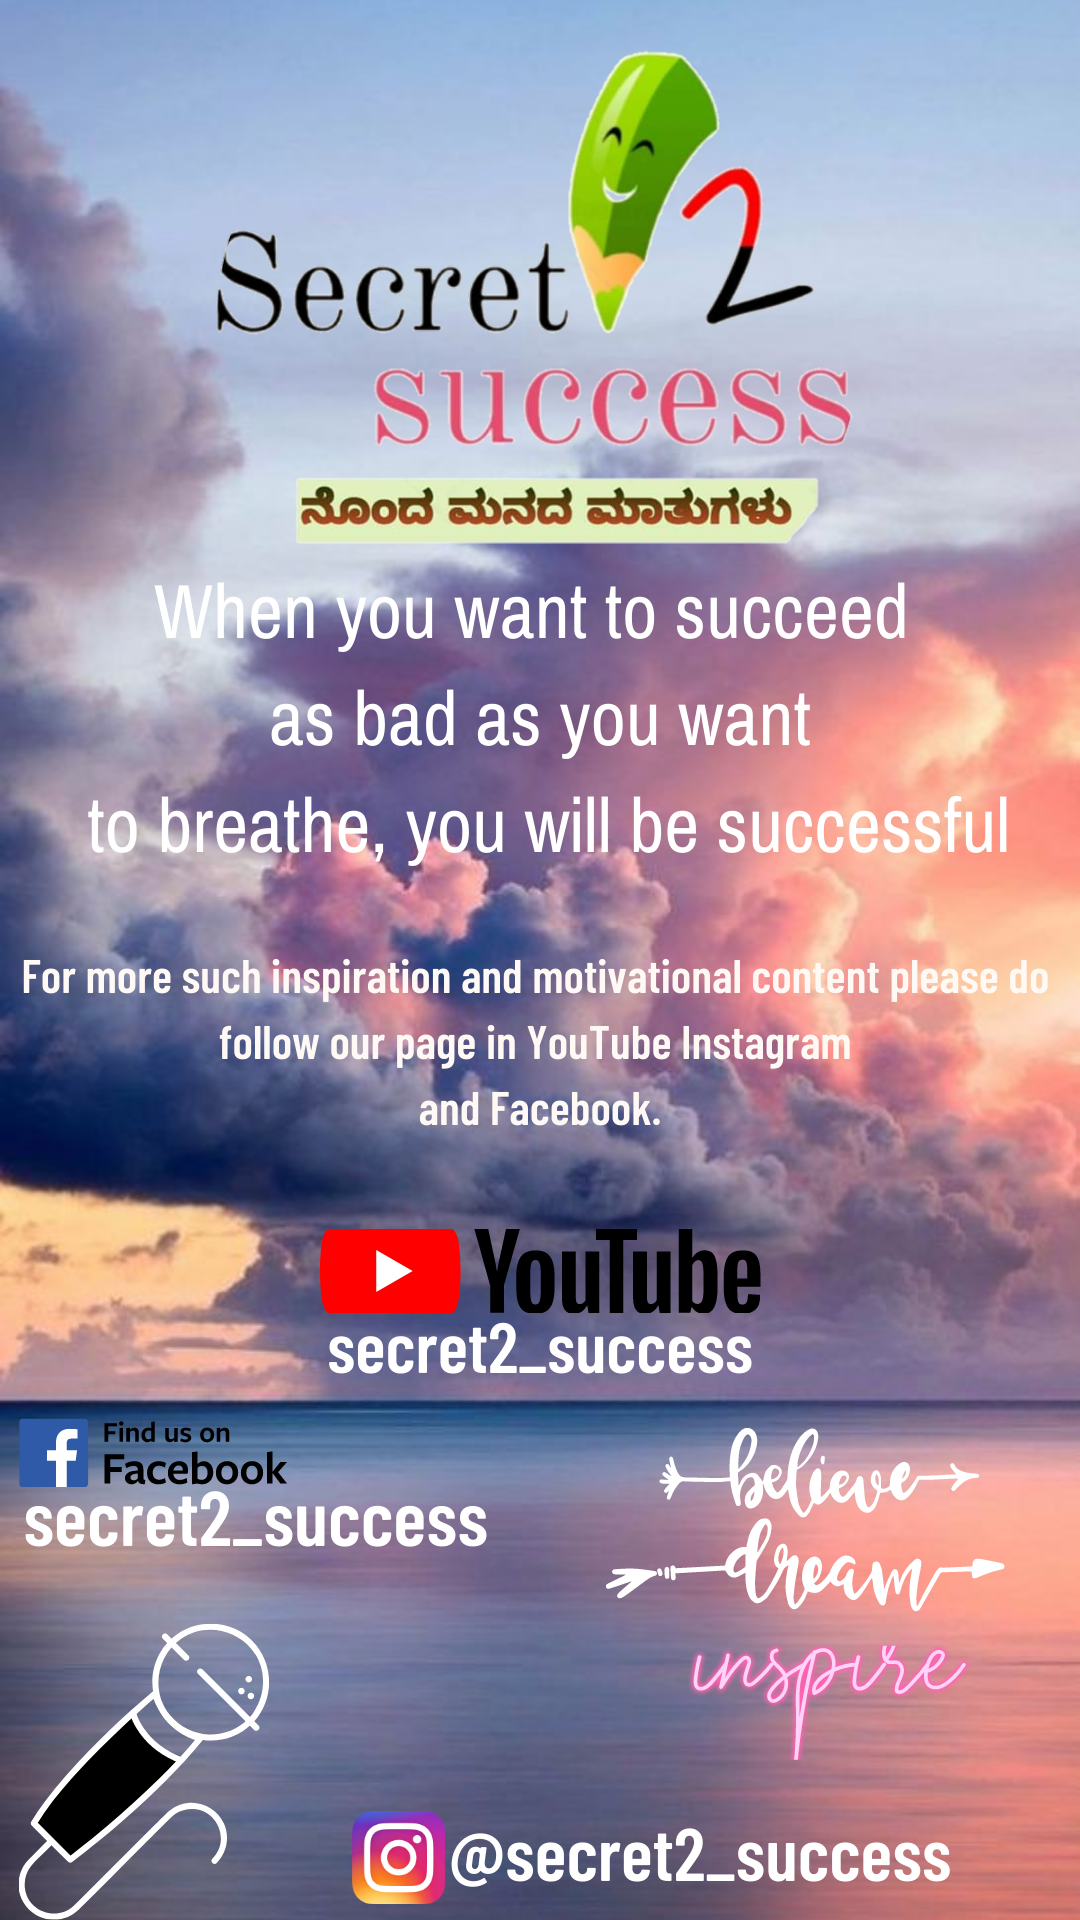 Secret 2
success
ನೊಂದ ಮನದ ಮಾತುಗಳು
When you want to succeed
as bad as you want
to breathe, you will be successful
For more such inspiration and motivational content please do
follow our page in YouTube Instagram
and Facebook.
YouTube
secret2_success
Find us on
Facebook
secret2_success
believe
dream
inspire
@secret2_success